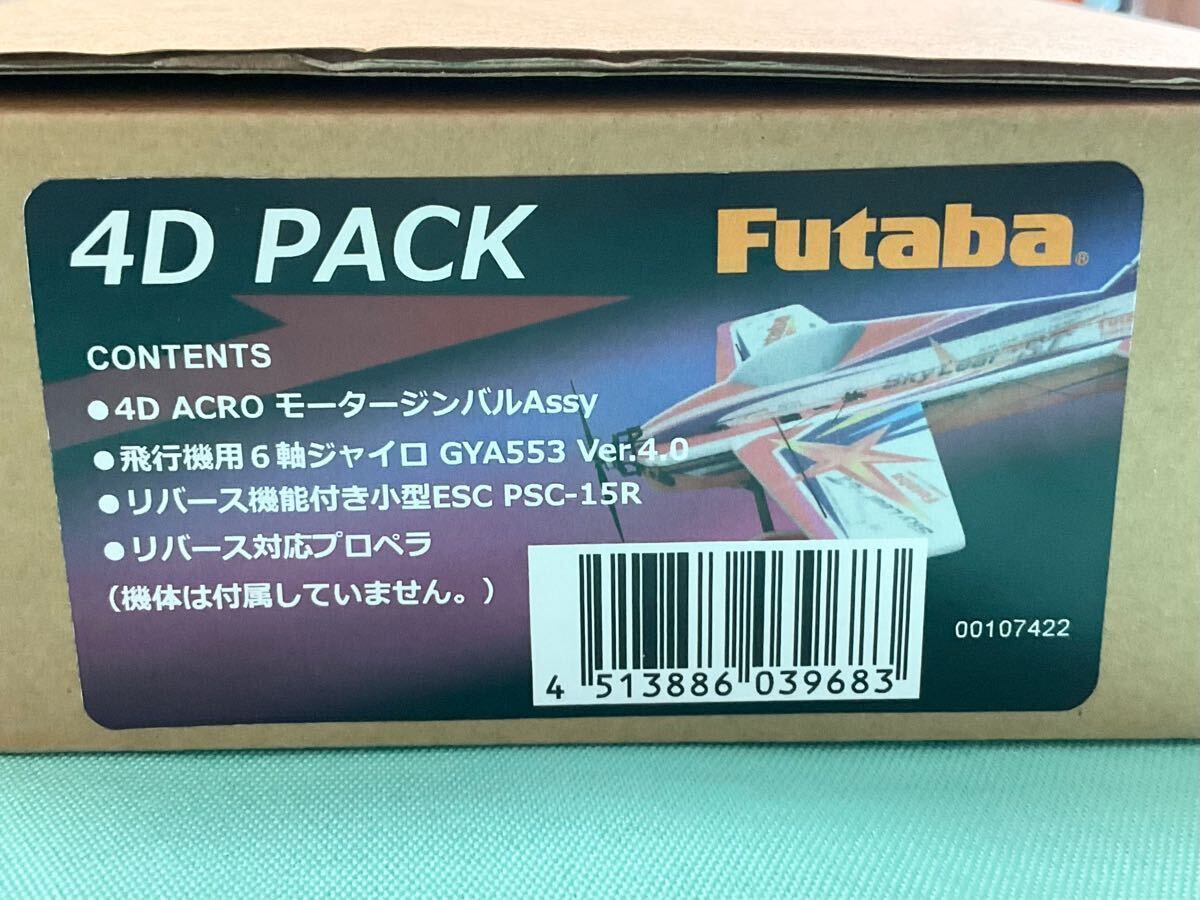 4D PACK
Futaba®
CONTENTS
●4D ACRO モータージンバルAssy
●飛行機用６軸ジャイロ GYA553 Ver.4.0
●リバース機能付き小型ESC PSC-15R
●リバース対応プロペラ
（機体は付属していません。）
Sky Leaf
00107422
4 513886 039683